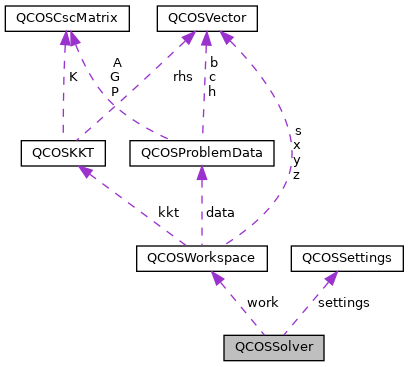 QCOSCscMatrix
QCOSVector
K
A
G
P
rhs
b
c
h
QCOSKKT
QCOSProblemData
s
x
y
z
kkt
data
QCOSWorkspace
QCOSSettings
work
settings
QCOSSolver